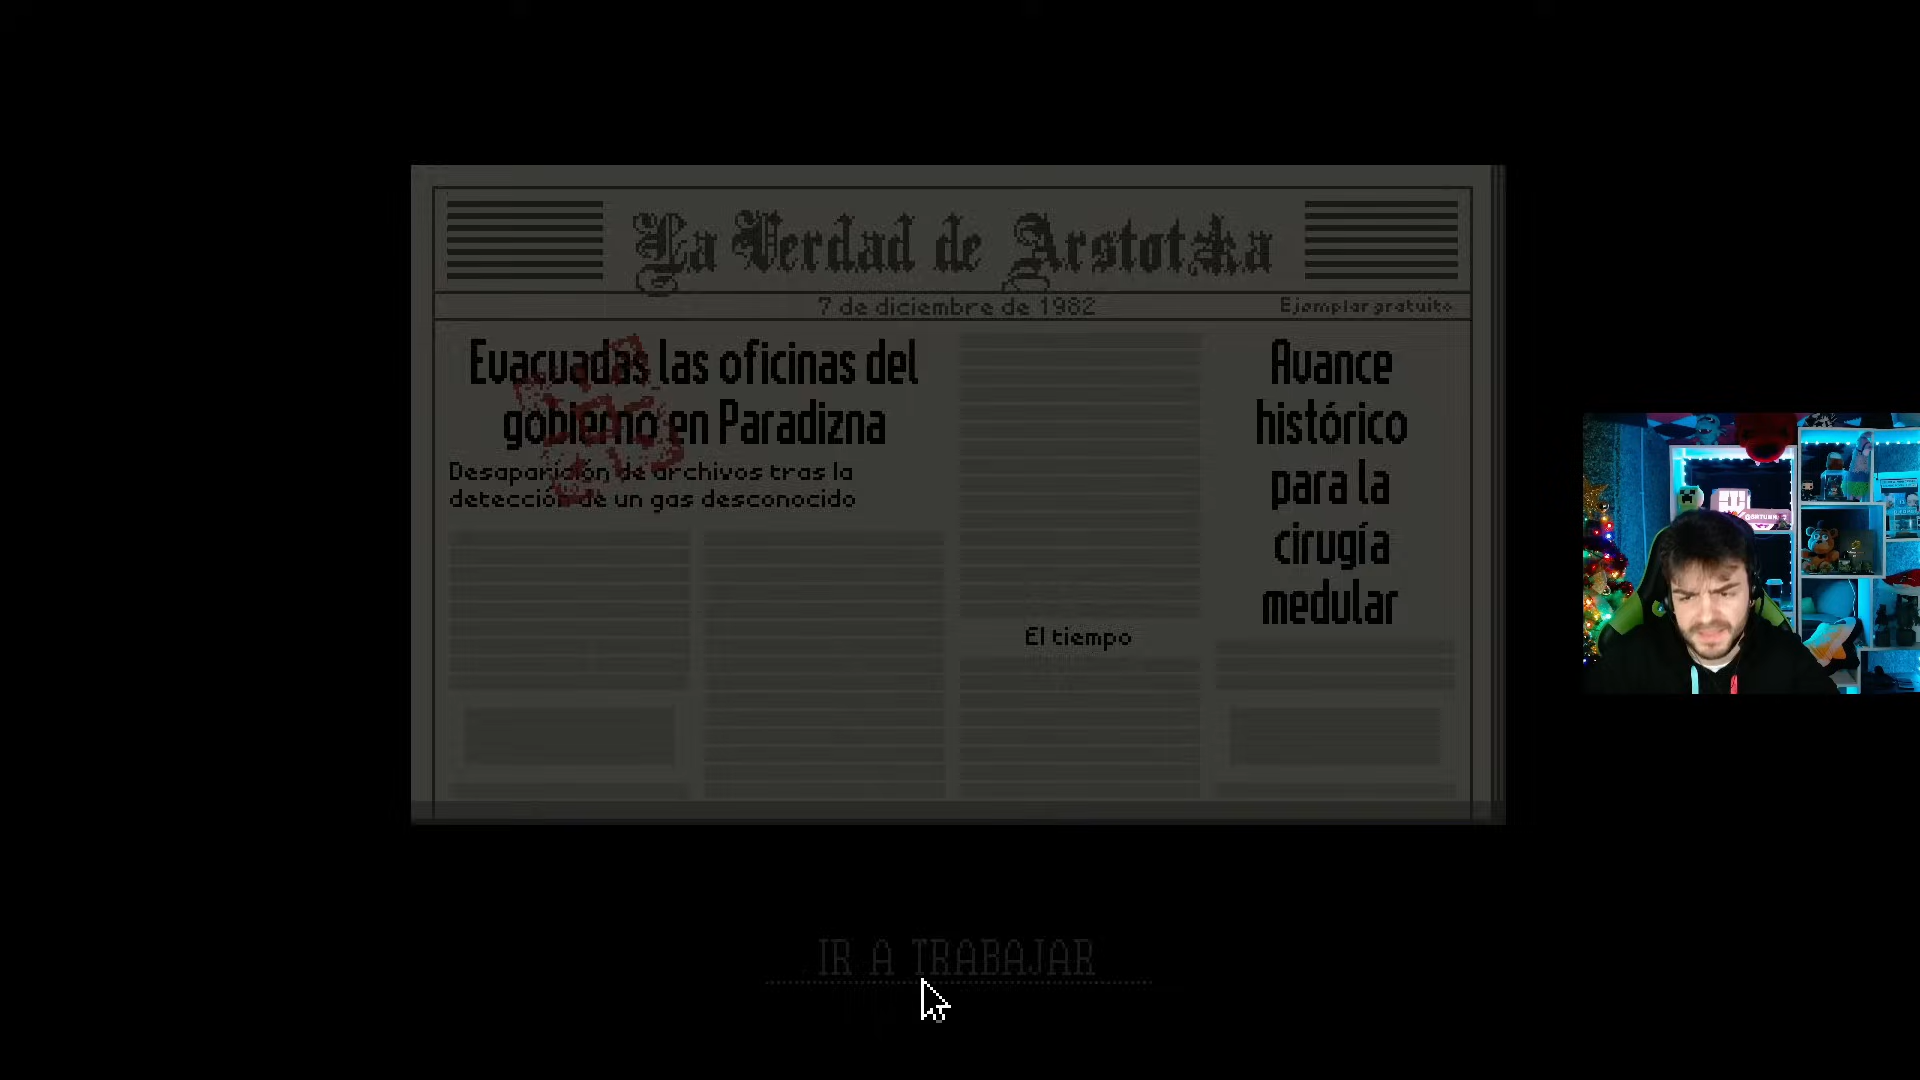 La Verdad de Arstotzka
7 de diciembre de 1982
Ejemplar gratuito
Evacuadas las oficinas del
gobierno en Paradizna
Desaparición de archivos tras la
detección de un gas desconocido
El tiempo
Avance
histórico
para la
cirugía
medular
IR A TRABAJAR